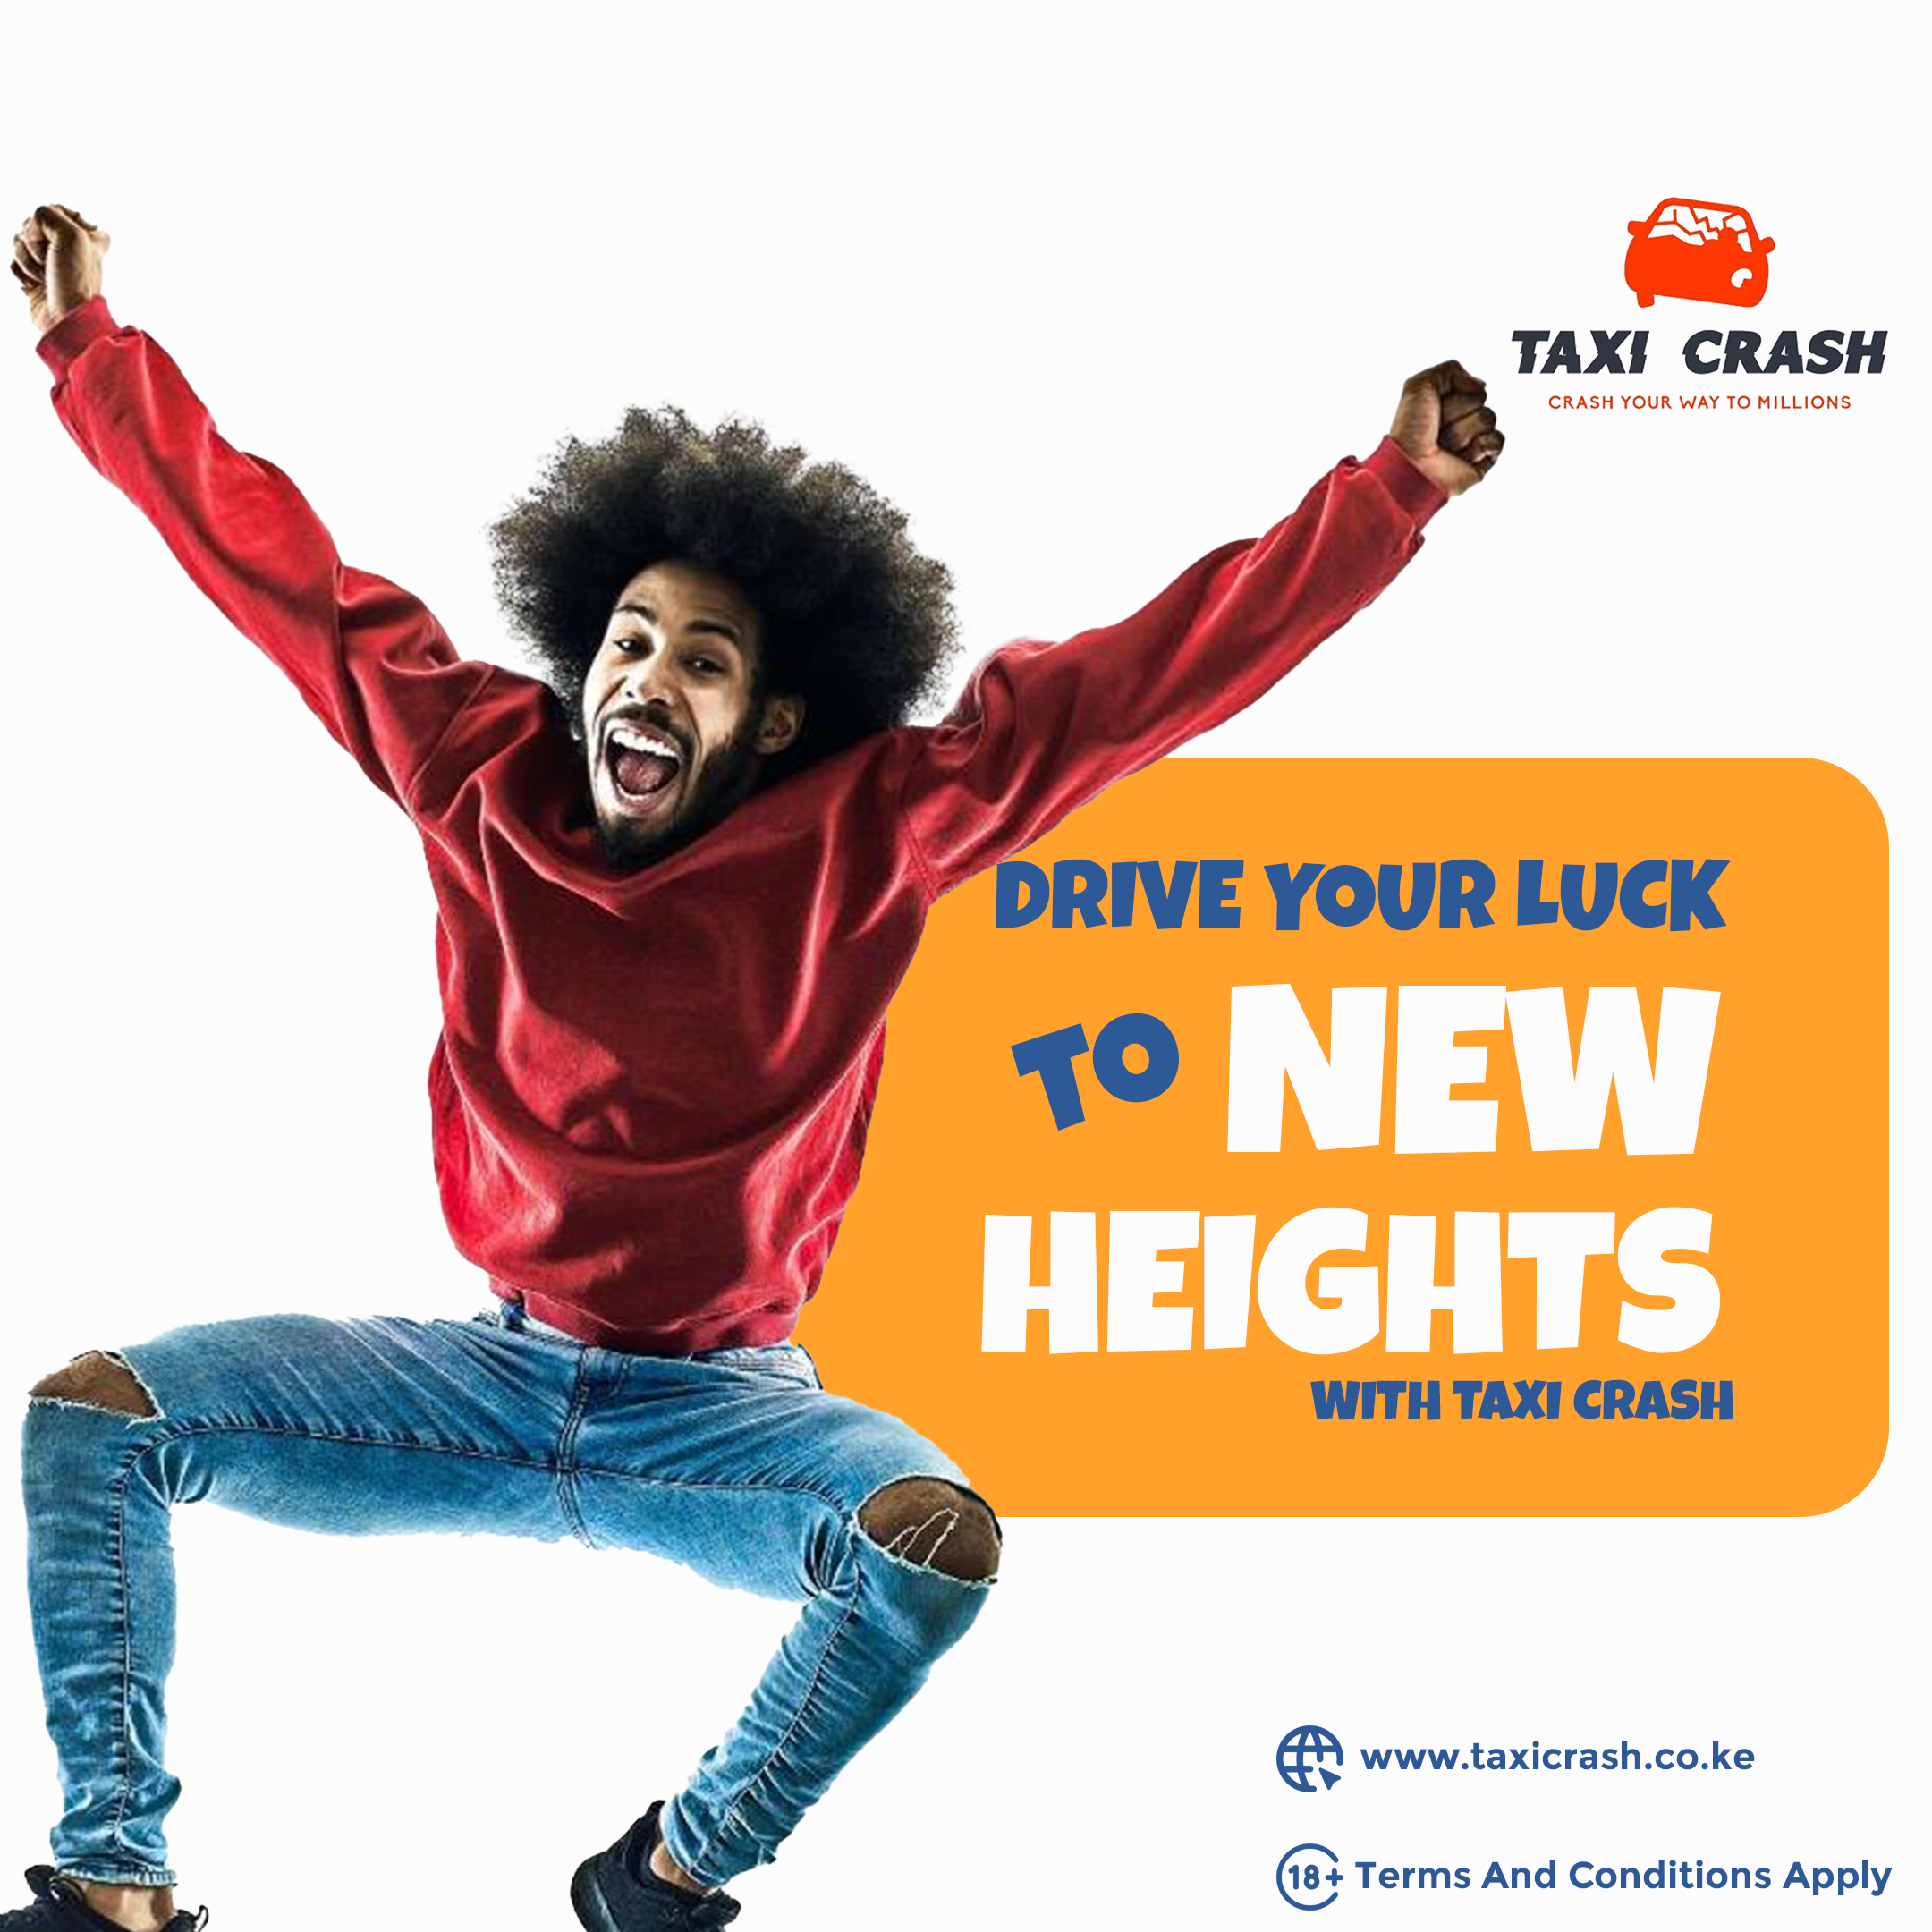 TAXI CRASH
CRASH YOUR WAY TO MILLIONS
DRIVE YOUR LUCK
TO NEW
HEIGHTS
WITH TAXI CRASH
www.taxicrash.co.ke
18+ Terms And Conditions Apply